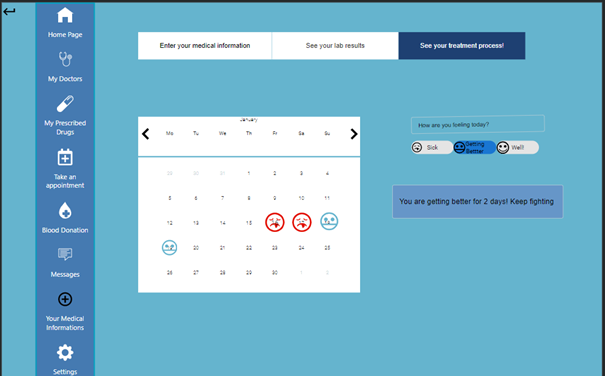 Home Page
My Doctors
My Prescribed
Drugs
Take an
appointment
Blood Donation
Messages
Your Medical
Informations
Settings
Enter your medical information
See your lab results
See your treatment process!
January
Mo Tu We Th Fr Sa Su
29 30 31 1 2 3 4
5 6 7 8 9 10 11
12 13 14 15
20 21 22 23 24 25
26 27 28 29 30 1 2
How are you feeling today?
Sick
Getting
Bettter
Well!
You are getting better for 2 days! Keep fighting